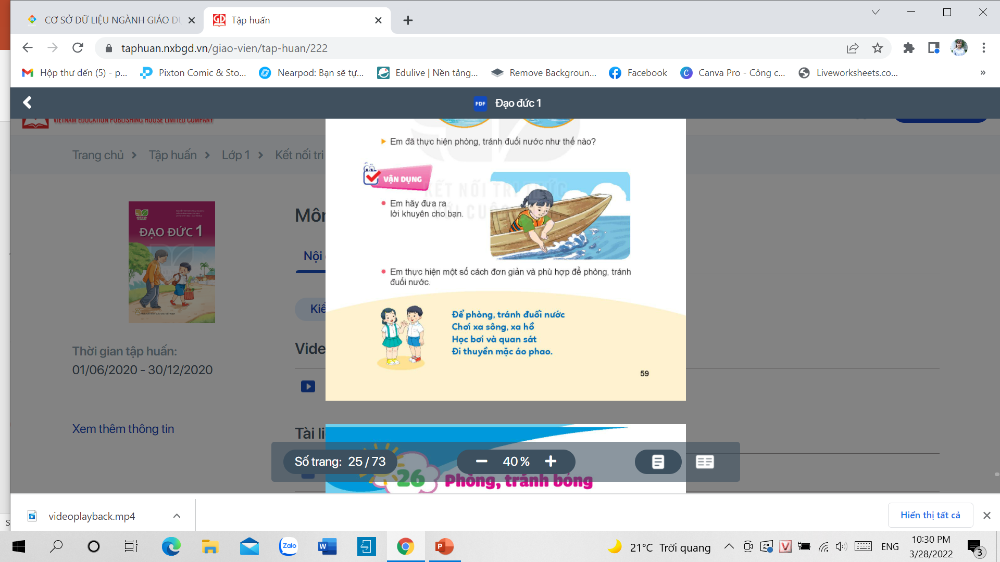 CƠ SỞ DỮ LIỆU NGÀNH GIÁO DỤ
Tập huấn
taphuan.nxbgd.vn/giao-vien/tap-huan/222
Hộp thư đến (5) - p...
Pixton Comic & Sto...
Nearpod: Bạn sẽ tự...
Edulive | Nền tảng...
Remove Backgroun...
Facebook
Canva Pro - Công c...
Liveworksheets.co...
»
PDF Đạo đức 1
VIETNAM EDUCATION PUBLISHING HOUSE LIMITED COMPANY
Trang chủ > Tập huấn > Lớp 1 > Kết nối tri
Em đã thực hiện phòng, tránh đuối nước như thế nào?
VẬN DỤNG
KẾT NỐI TRI THỨC
VỚI CUỘC
Em hãy đưa ra
lời khuyên cho bạn.
ĐẠO ĐỨC 1
Môn
Nội
Em thực hiện một số cách đơn giản và phù hợp để phòng, tránh
đuối nước.
Để phòng, tránh đuối nước
Chơi xa sông, xa hồ
Học bơi và quan sát
Đi thuyền mặc áo phao.
59
Thời gian tập huấn:
01/06/2020 - 30/12/2020
Kiể
Vide
Xem thêm thông tin
Tài li
Số trang: 25 / 73
40 %
26 Phòng, tránh bỏng
videoplayback.mp4
Hiển thị tất cả
Zalo
21°C Trời quang
ENG
10:30 PM
3/28/2022
3